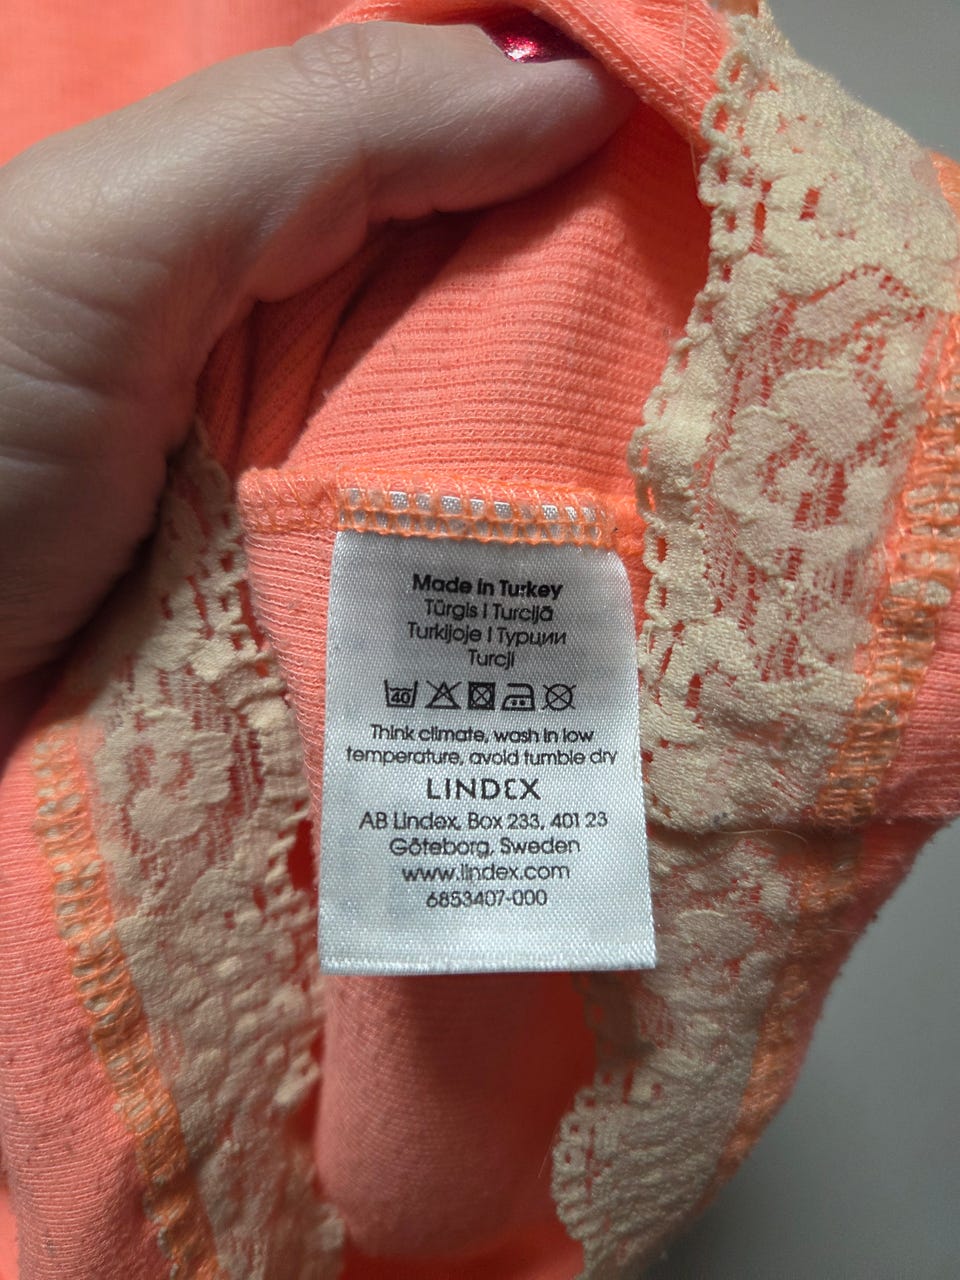 Made in Turkey
Türgis | Turcijā
Turkijoje | Турции
Turcji
40
Think climate, wash in low
temperature, avoid tumble dry
LINDEX
AB Lindex, Box 233, 401 23
Göteborg, Sweden
www.lindex.com
6853407-000